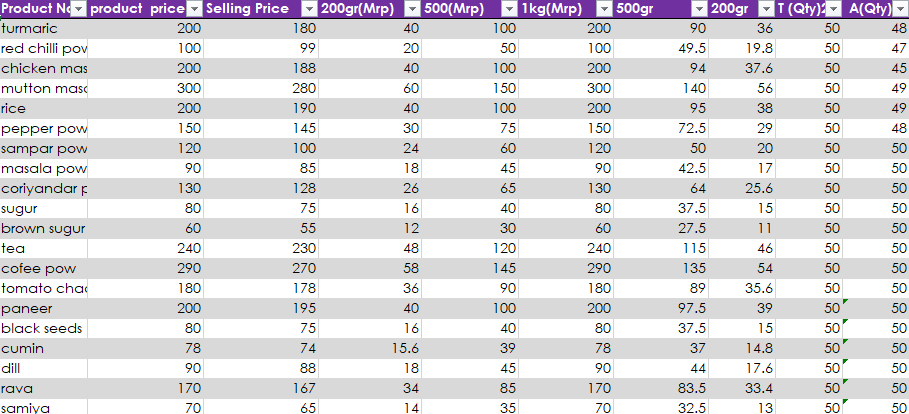 Product Na product price Selling Price 200gr(Mrp) 500(Mrp) 1kg(Mrp) 500gr 200gr T (Qty)2 A(Qty)
turmaric 200 180 40 100 200 90 36 50 48
red chilli pow 100 99 20 50 100 49.5 19.8 50 47
chicken mas 200 188 40 100 200 94 37.6 50 45
mutton masc 300 280 60 150 300 140 56 50 49
rice 200 190 40 100 200 95 38 50 49
pepper pow 150 145 30 75 150 72.5 29 50 48
sampar pow 120 100 24 60 120 50 20 50 50
masala pow 90 85 18 45 90 42.5 17 50 50
coriyandar p 130 128 26 65 130 64 25.6 50 50
sugur 80 75 16 40 80 37.5 15 50 50
brown sugur 60 55 12 30 60 27.5 11 50 50
tea 240 230 48 120 240 115 46 50 50
cofee pow 290 270 58 145 290 135 54 50 50
tomato chac 180 178 36 90 180 89 35.6 50 50
paneer 200 195 40 100 200 97.5 39 50 50
black seeds 80 75 16 40 80 37.5 15 50 50
cumin 78 74 15.6 39 78 37 14.8 50 50
dill 90 88 18 45 90 44 17.6 50 50
rava 170 167 34 85 170 83.5 33.4 50 50
samiya 70 65 14 35 70 32.5 13 50 50